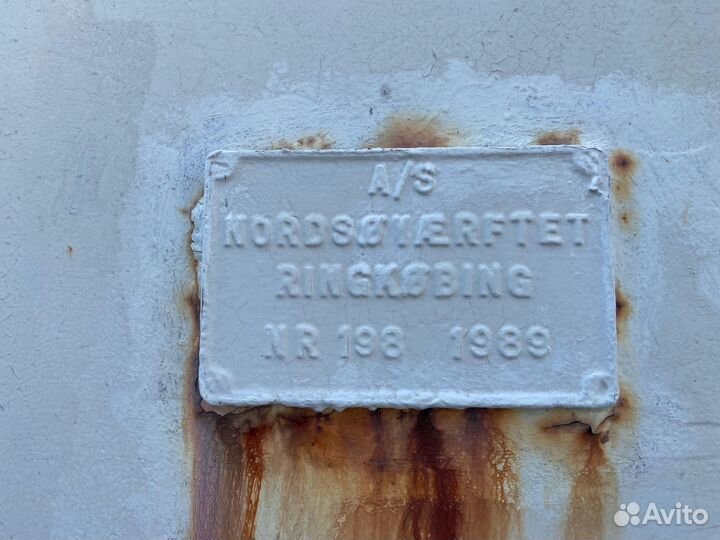 A/S
NORDSØVÆRFTET
RINGKØBING
NR 198 1989
Avito